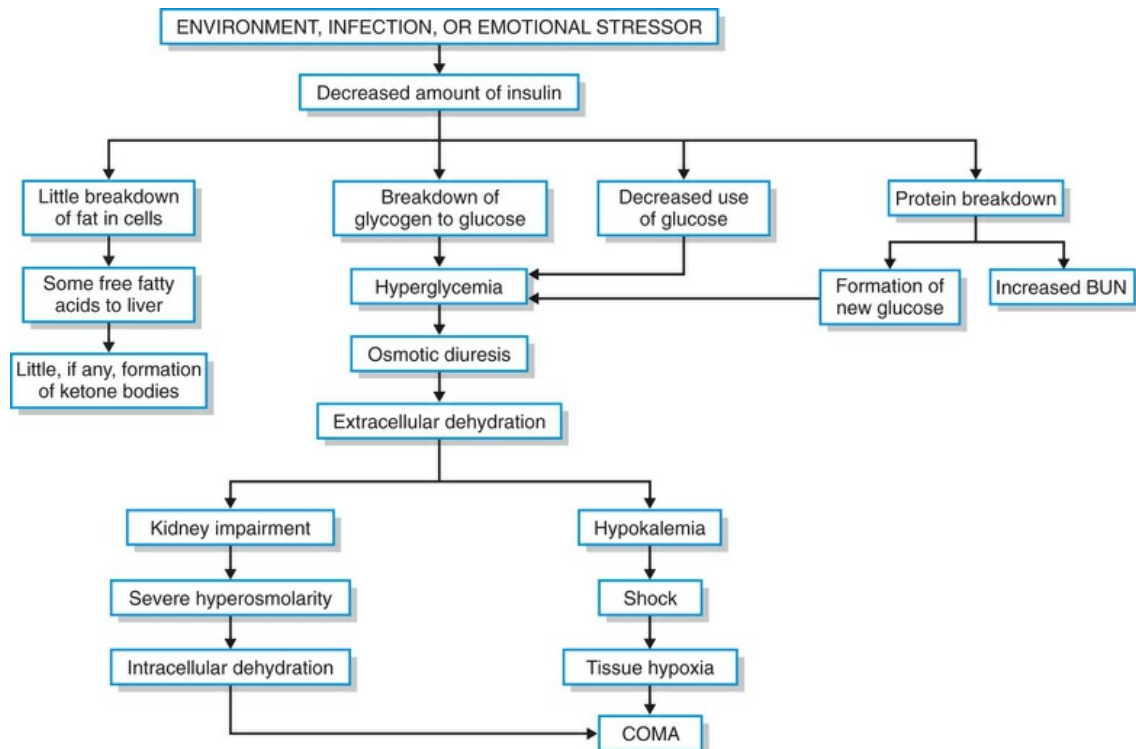 ENVIRONMENT, INFECTION, OR EMOTIONAL STRESSOR
Decreased amount of insulin
Little breakdown
of fat in cells
Breakdown of
glycogen to glucose
Decreased use
of glucose
Protein breakdown
Some free fatty
acids to liver
Hyperglycemia
Formation of
new glucose
Increased BUN
Little, if any, formation
of ketone bodies
Osmotic diuresis
Extracellular dehydration
Kidney impairment
Hypokalemia
Severe hyperosmolarity
Shock
Intracellular dehydration
Tissue hypoxia
COMA